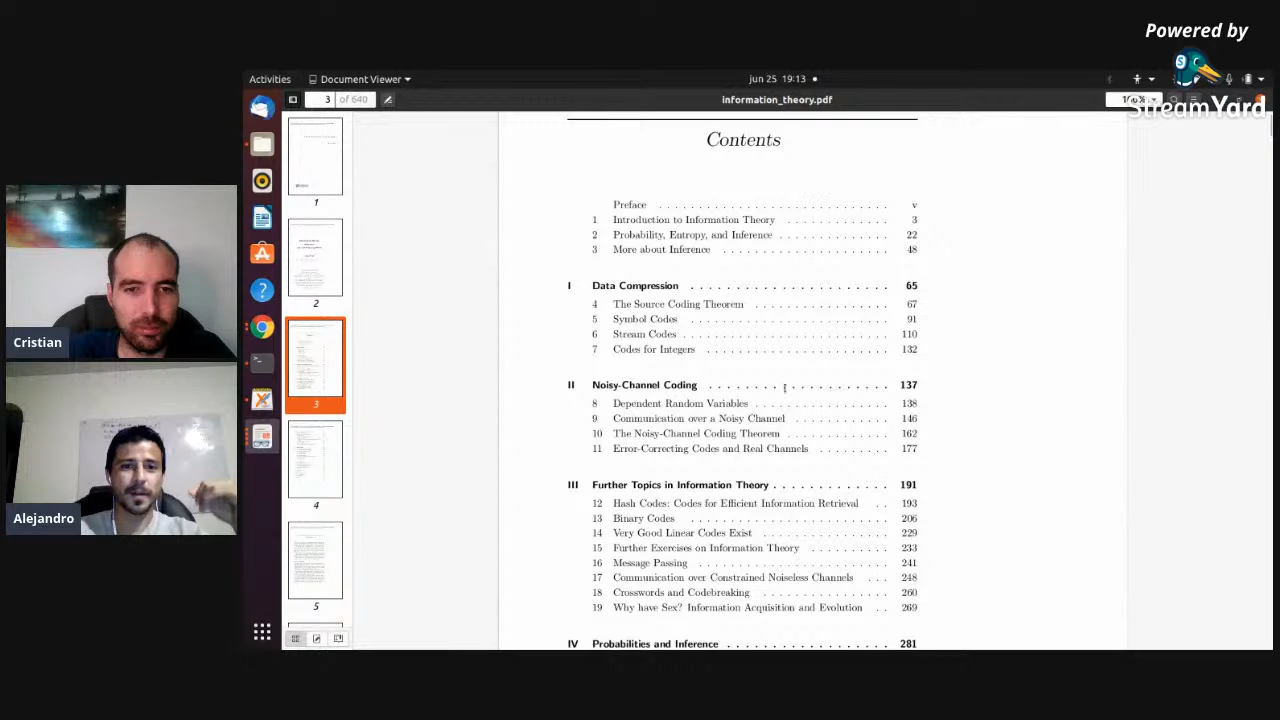 Powered by
StreamYard
Activities
Document Viewer
jun 25 19:13
3 of 640
information_theory.pdf
Contents
Preface . . . v
1 Introduction to Information Theory . . . 3
2 Probability, Entropy, and Inference . . . 22
3 More about Inference . . . 48
I Data Compression . . . 65
4 The Source Coding Theorem . . . 67
5 Symbol Codes . . . 91
6 Stream Codes . . . 110
7 Codes for Integers . . . 132
II Noisy-Channel Coding . . . 137
8 Dependent Random Variables . . . 138
9 Communication over a Noisy Channel . . . 146
10 The Noisy-Channel Coding Theorem . . . 162
11 Error-Correcting Codes and Real Channels . . . 177
III Further Topics in Information Theory . . . 191
12 Hash Codes: Codes for Efficient Information Retrieval . . 193
13 Binary Codes . . . 206
14 Very Good Linear Codes Exist . . . 229
15 Further Exercises on Information Theory . . . 233
16 Message Passing . . . 241
17 Communication over Constrained Noiseless Channels . . . 248
18 Crosswords and Codebreaking . . . 260
19 Why have Sex? Information Acquisition and Evolution . . 269
IV Probabilities and Inference . . . 281
1
2
3
4
5
Cristian
Alejandro